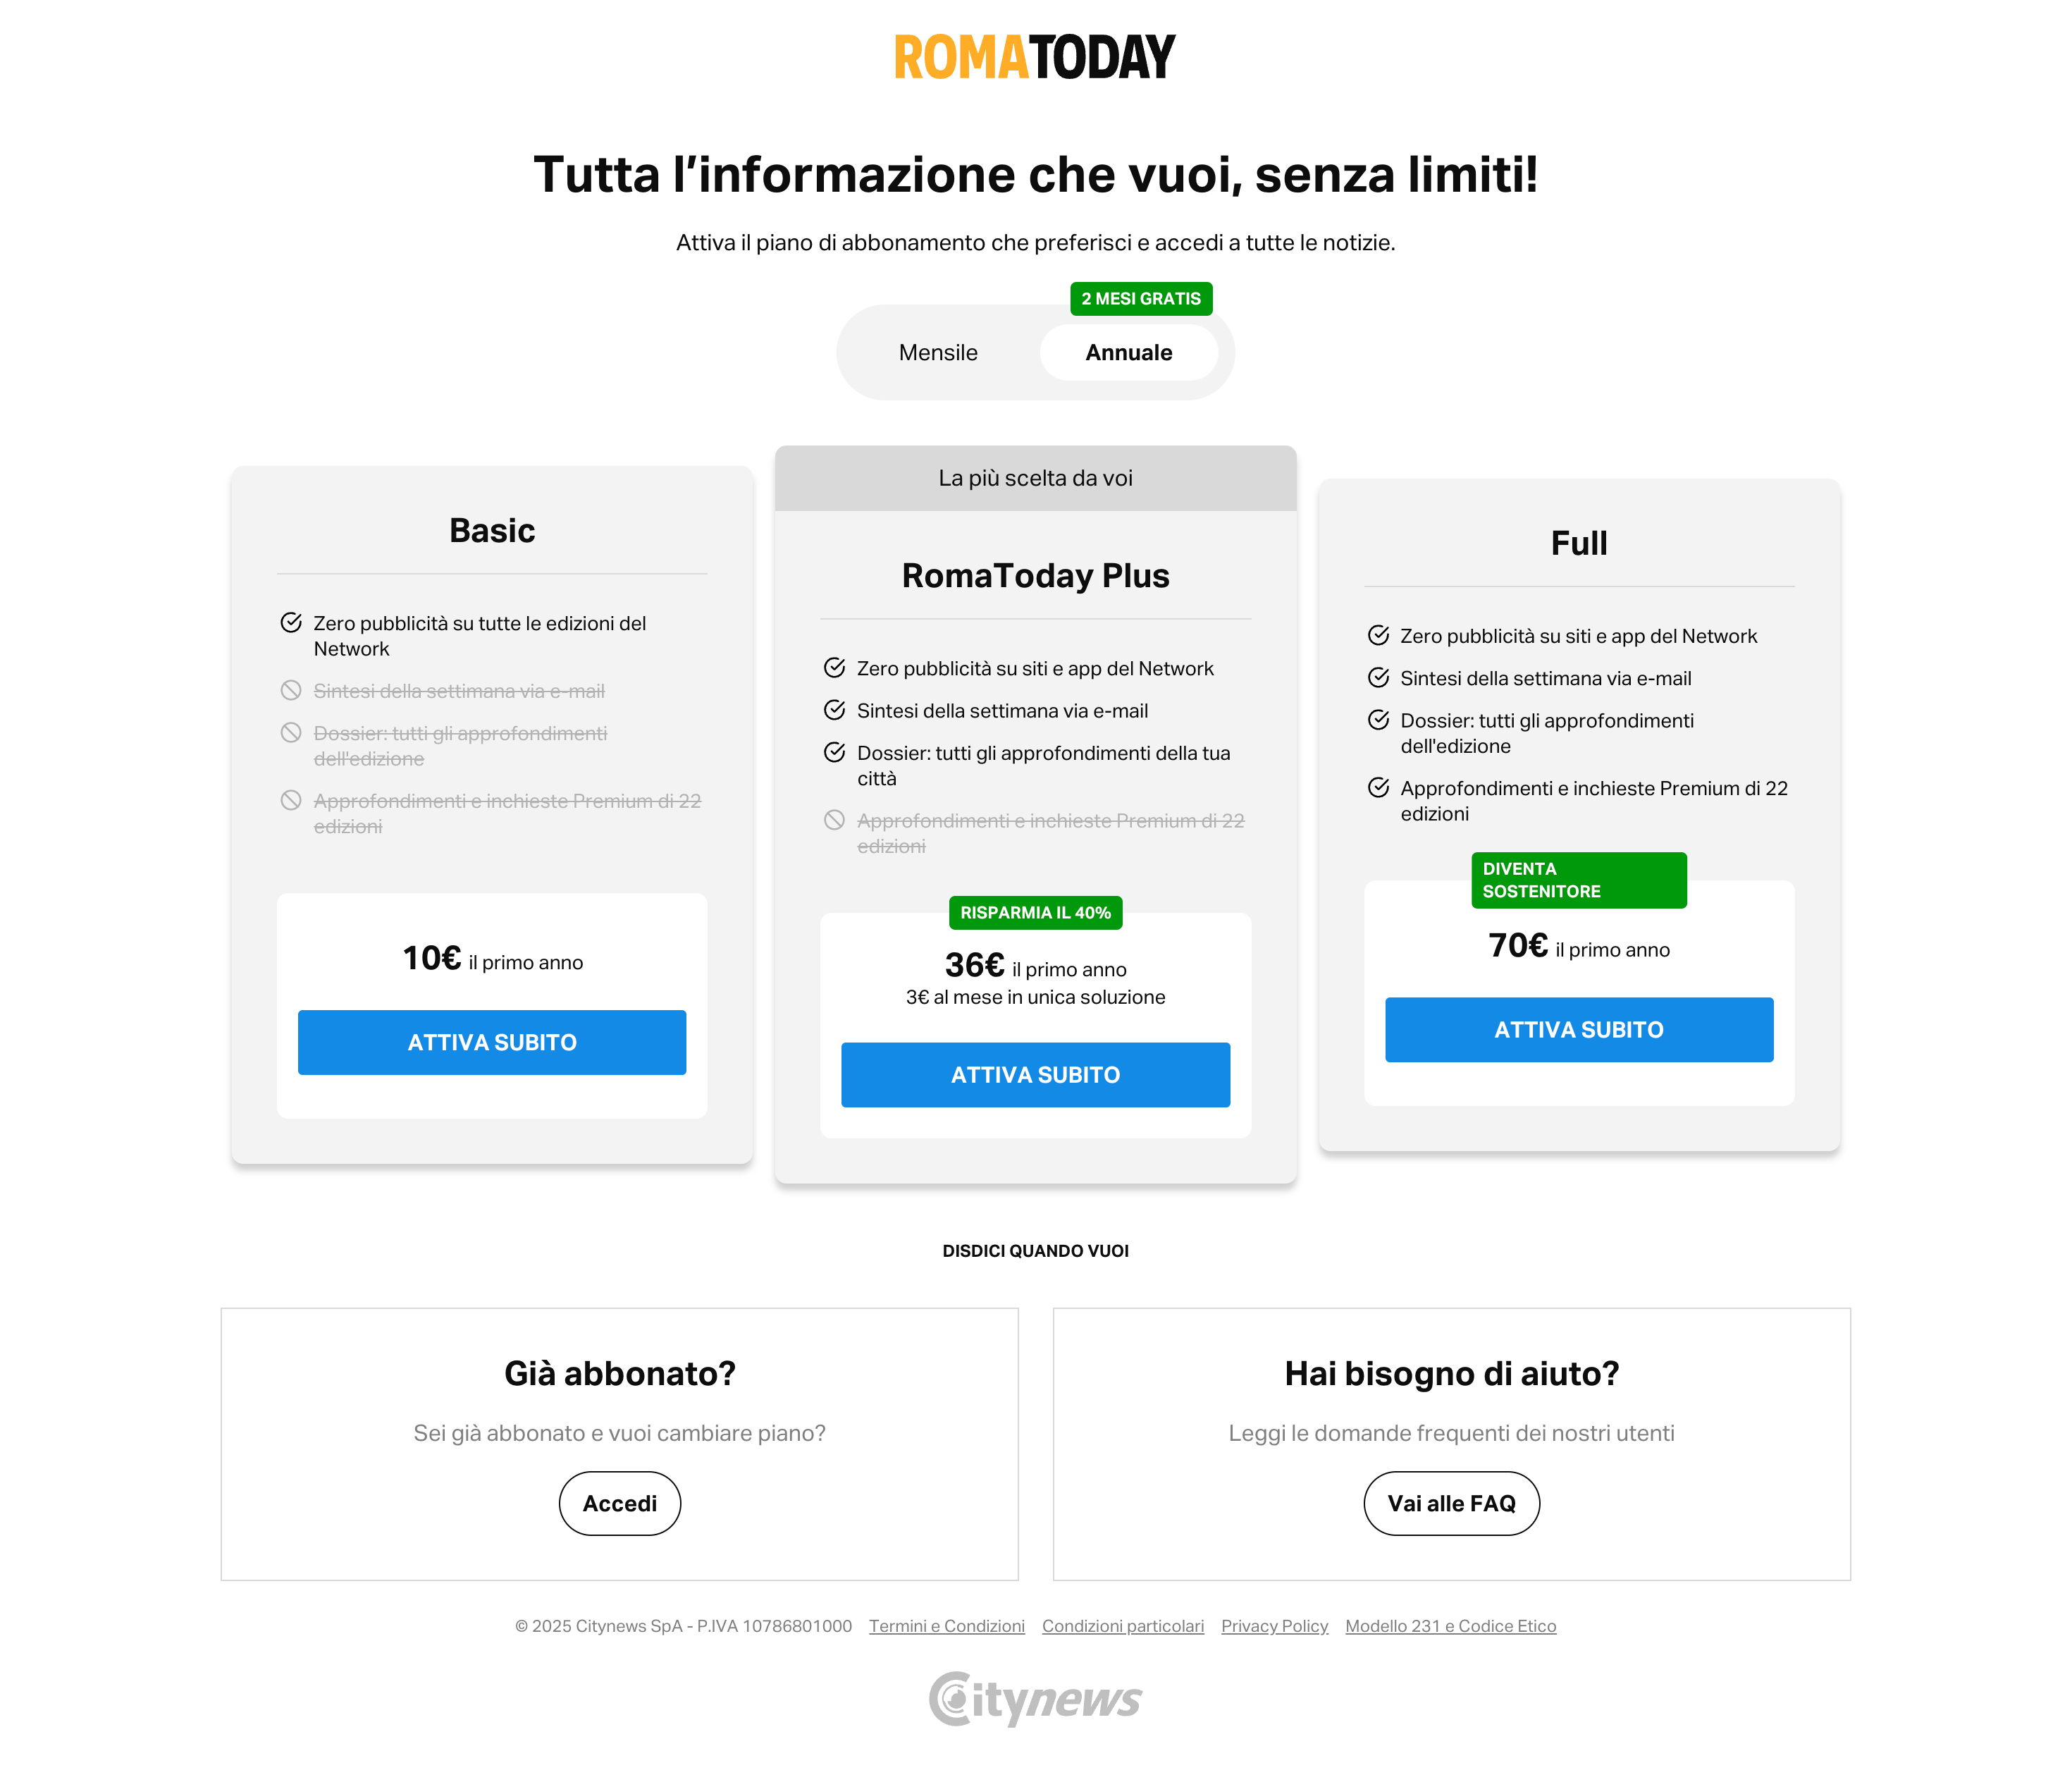 ROMATODAY
Tutta l’informazione che vuoi, senza limiti!
Attiva il piano di abbonamento che preferisci e accedi a tutte le notizie.
2 MESI GRATIS
Mensile
Annuale
Basic
Zero pubblicità su tutte le edizioni del
Network
Sintesi della settimana via e-mail
Dossier: tutti gli approfondimenti
dell'edizione
Approfondimenti e inchieste Premium di 22
edizioni
10€ il primo anno
ATTIVA SUBITO
La più scelta da voi
RomaToday Plus
Zero pubblicità su siti e app del Network
Sintesi della settimana via e-mail
Dossier: tutti gli approfondimenti della tua
città
Approfondimenti e inchieste Premium di 22
edizioni
RISPARMIA IL 40%
36€ il primo anno
3€ al mese in unica soluzione
ATTIVA SUBITO
Full
Zero pubblicità su siti e app del Network
Sintesi della settimana via e-mail
Dossier: tutti gli approfondimenti
dell'edizione
Approfondimenti e inchieste Premium di 22
edizioni
DIVENTA
SOSTENITORE
70€ il primo anno
ATTIVA SUBITO
DISDICI QUANDO VUOI
Già abbonato?
Sei già abbonato e vuoi cambiare piano?
Accedi
Hai bisogno di aiuto?
Leggi le domande frequenti dei nostri utenti
Vai alle FAQ
© 2025 Citynews SpA - P.IVA 10786801000 Termini e Condizioni Condizioni particolari Privacy Policy Modello 231 e Codice Etico
Citynews